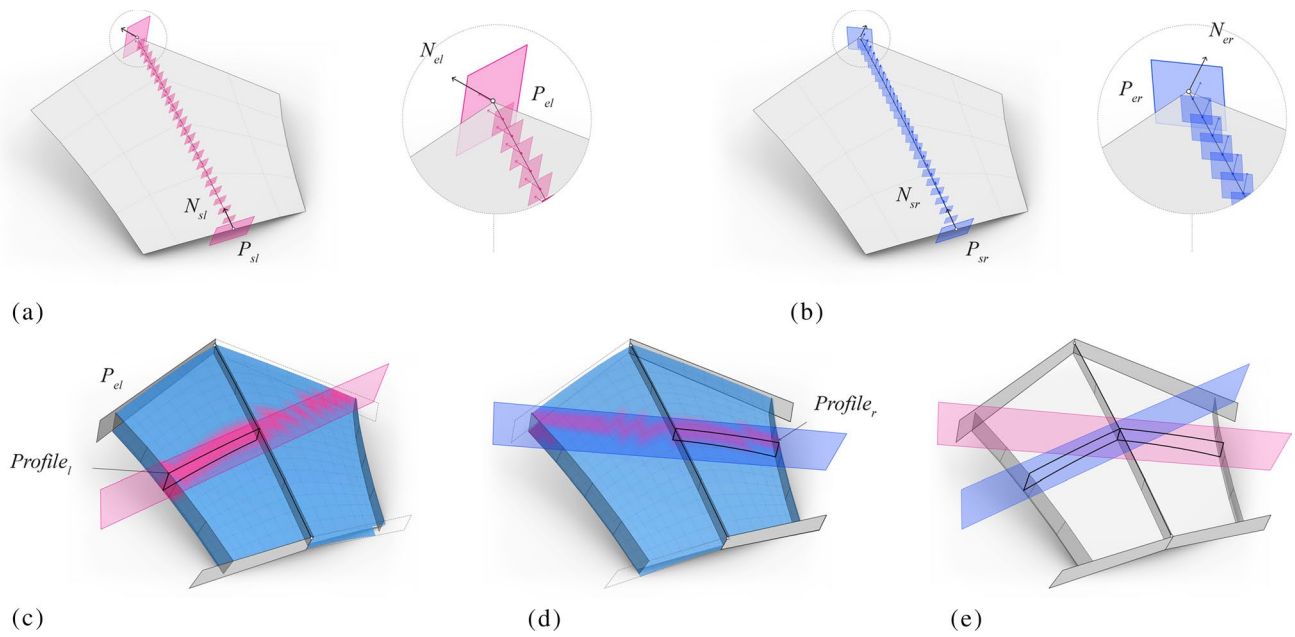 N_el
P_el
N_sl
P_sl
(a)
N_er
P_er
N_sr
P_sr
(b)
P_el
Profile_l
(c)
Profile_r
(d)
(e)